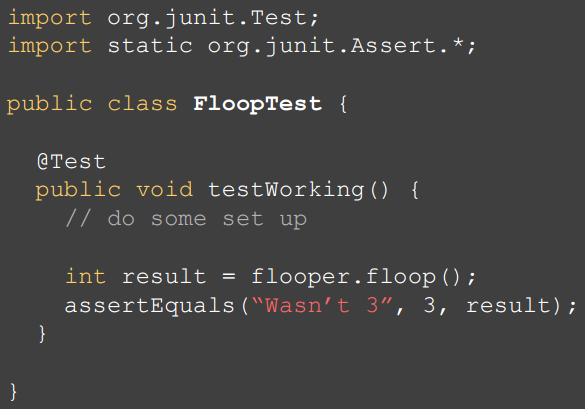 import org.junit.Test;
import static org.junit.Assert.*;
public class FloopTest {
@Test
public void testWorking() {
// do some set up
int result = flooper.floop();
assertEquals(“Wasn’t 3”, 3, result);
}
}